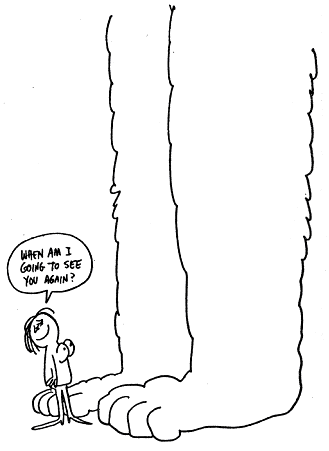 WHEN AM I
GOING TO SEE
YOU AGAIN?